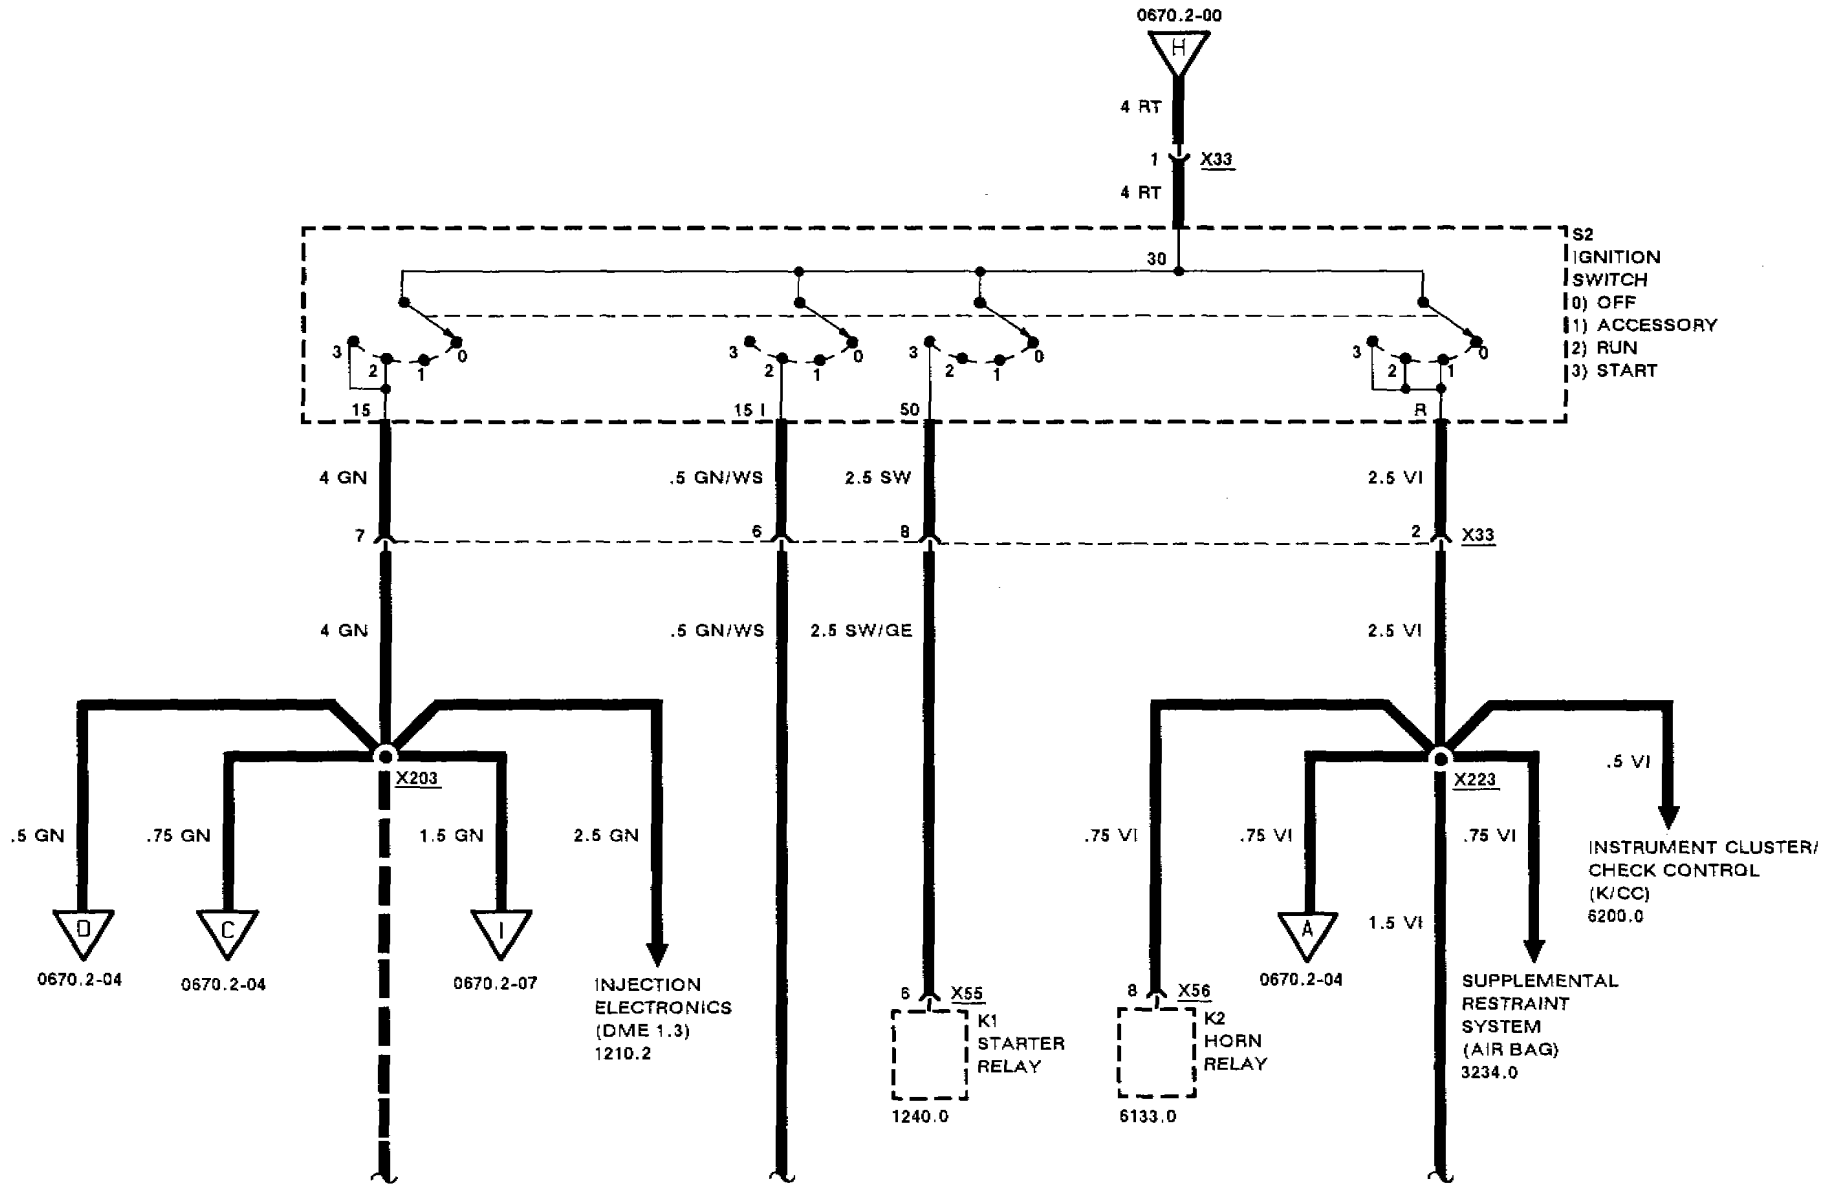 0670.2-00
H
4 RT
1 X33
4 RT
S2
IGNITION
SWITCH
0) OFF
1) ACCESSORY
2) RUN
3) START
30
3 2 1 0
3 2 1 0
3 2 1 0
3 2 1 0
15
15 I
50
R
4 GN
.5 GN/WS
2.5 SW
2.5 VI
7
6
8
2 X33
4 GN
.5 GN/WS
2.5 SW/GE
2.5 VI
X203
X223
.5 VI
.5 GN
.75 GN
1.5 GN
2.5 GN
.75 VI
.75 VI
.75 VI
INSTRUMENT CLUSTER/
CHECK CONTROL
(K/CC)
6200.0
1.5 VI
D
C
I
A
0670.2-04
0670.2-04
0670.2-07
0670.2-04
INJECTION
ELECTRONICS
(DME 1.3)
1210.2
6 X55
K1
STARTER
RELAY
1240.0
8 X56
K2
HORN
RELAY
6133.0
SUPPLEMENTAL
RESTRAINT
SYSTEM
(AIR BAG)
3234.0